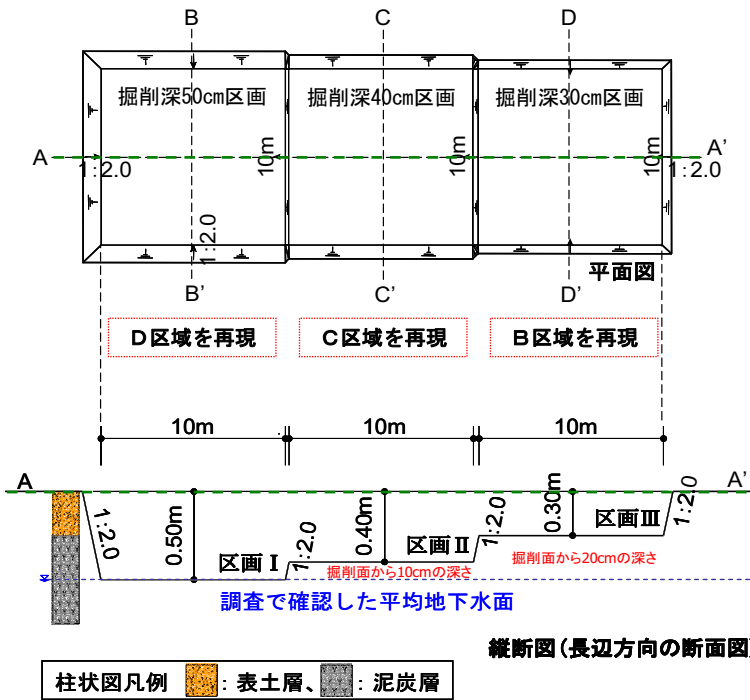 B
C
D
掘削深50cm区画
掘削深40cm区画
掘削深30cm区画
A
1:2.0
10m
10m
10m
A'
1:2.0
1:2.0
平面図
B'
C'
D'
D区域を再現
C区域を再現
B区域を再現
10m
10m
10m
A
A'
1:2.0
0.50m
区画Ⅰ
1:2.0
0.40m
区画Ⅱ
1:2.0
0.30m
区画Ⅲ
1:2.0
掘削面から10cmの深さ
掘削面から20cmの深さ
調査で確認した平均地下水面
縦断図(長辺方向の断面図)
柱状図凡例 : 表土層、 : 泥炭層